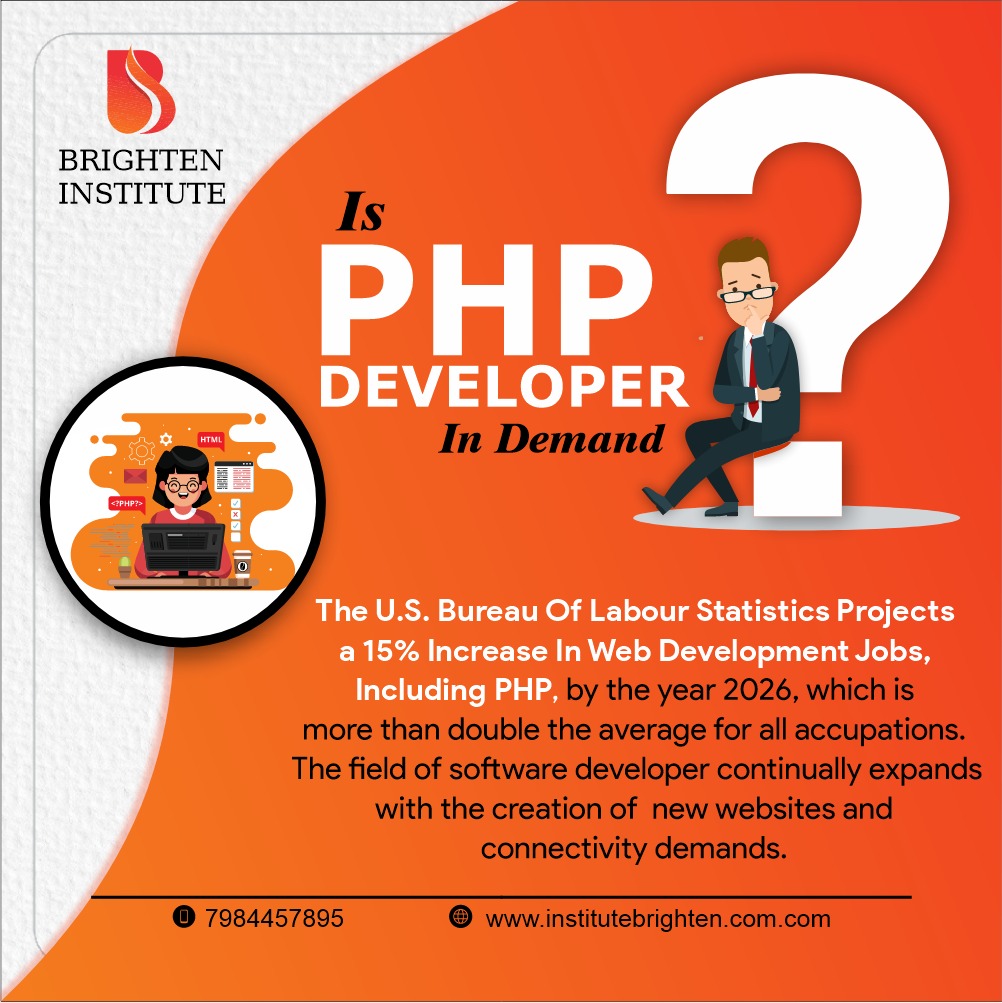 BRIGHTEN
INSTITUTE
Is
PHP
DEVELOPER
In Demand
?
HTML
<?PHP?>
The U.S. Bureau Of Labour Statistics Projects
a 15% Increase In Web Development Jobs,
Including PHP, by the year 2026, which is
more than double the average for all accupations.
The field of software developer continually expands
with the creation of new websites and
connectivity demands.
7984457895
www.institutebrighten.com.com